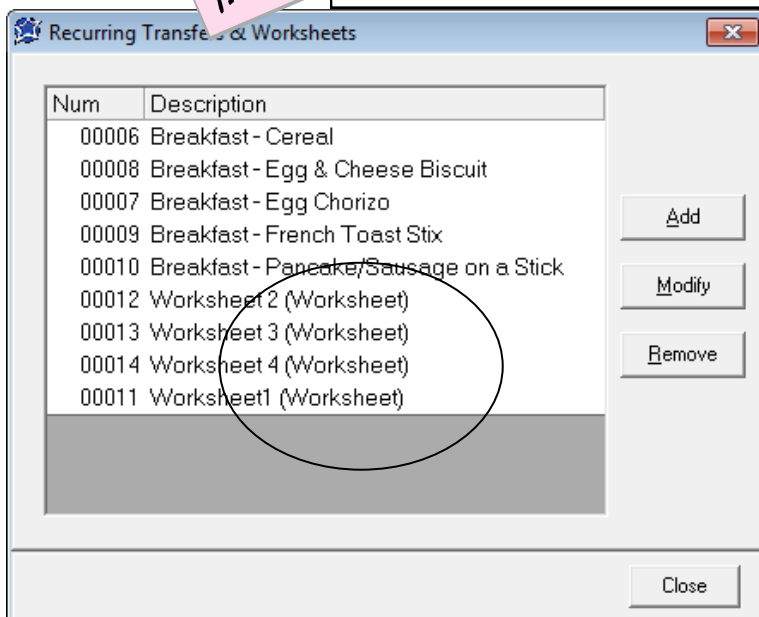 Recurring Transfers & Worksheets
Num Description
00006 Breakfast - Cereal
00008 Breakfast - Egg & Cheese Biscuit
00007 Breakfast - Egg Chorizo
00009 Breakfast - French Toast Stix
00010 Breakfast - Pancake/Sausage on a Stick
00012 Worksheet 2 (Worksheet)
00013 Worksheet 3 (Worksheet)
00014 Worksheet 4 (Worksheet)
00011 Worksheet1 (Worksheet)
Add
Modify
Remove
Close